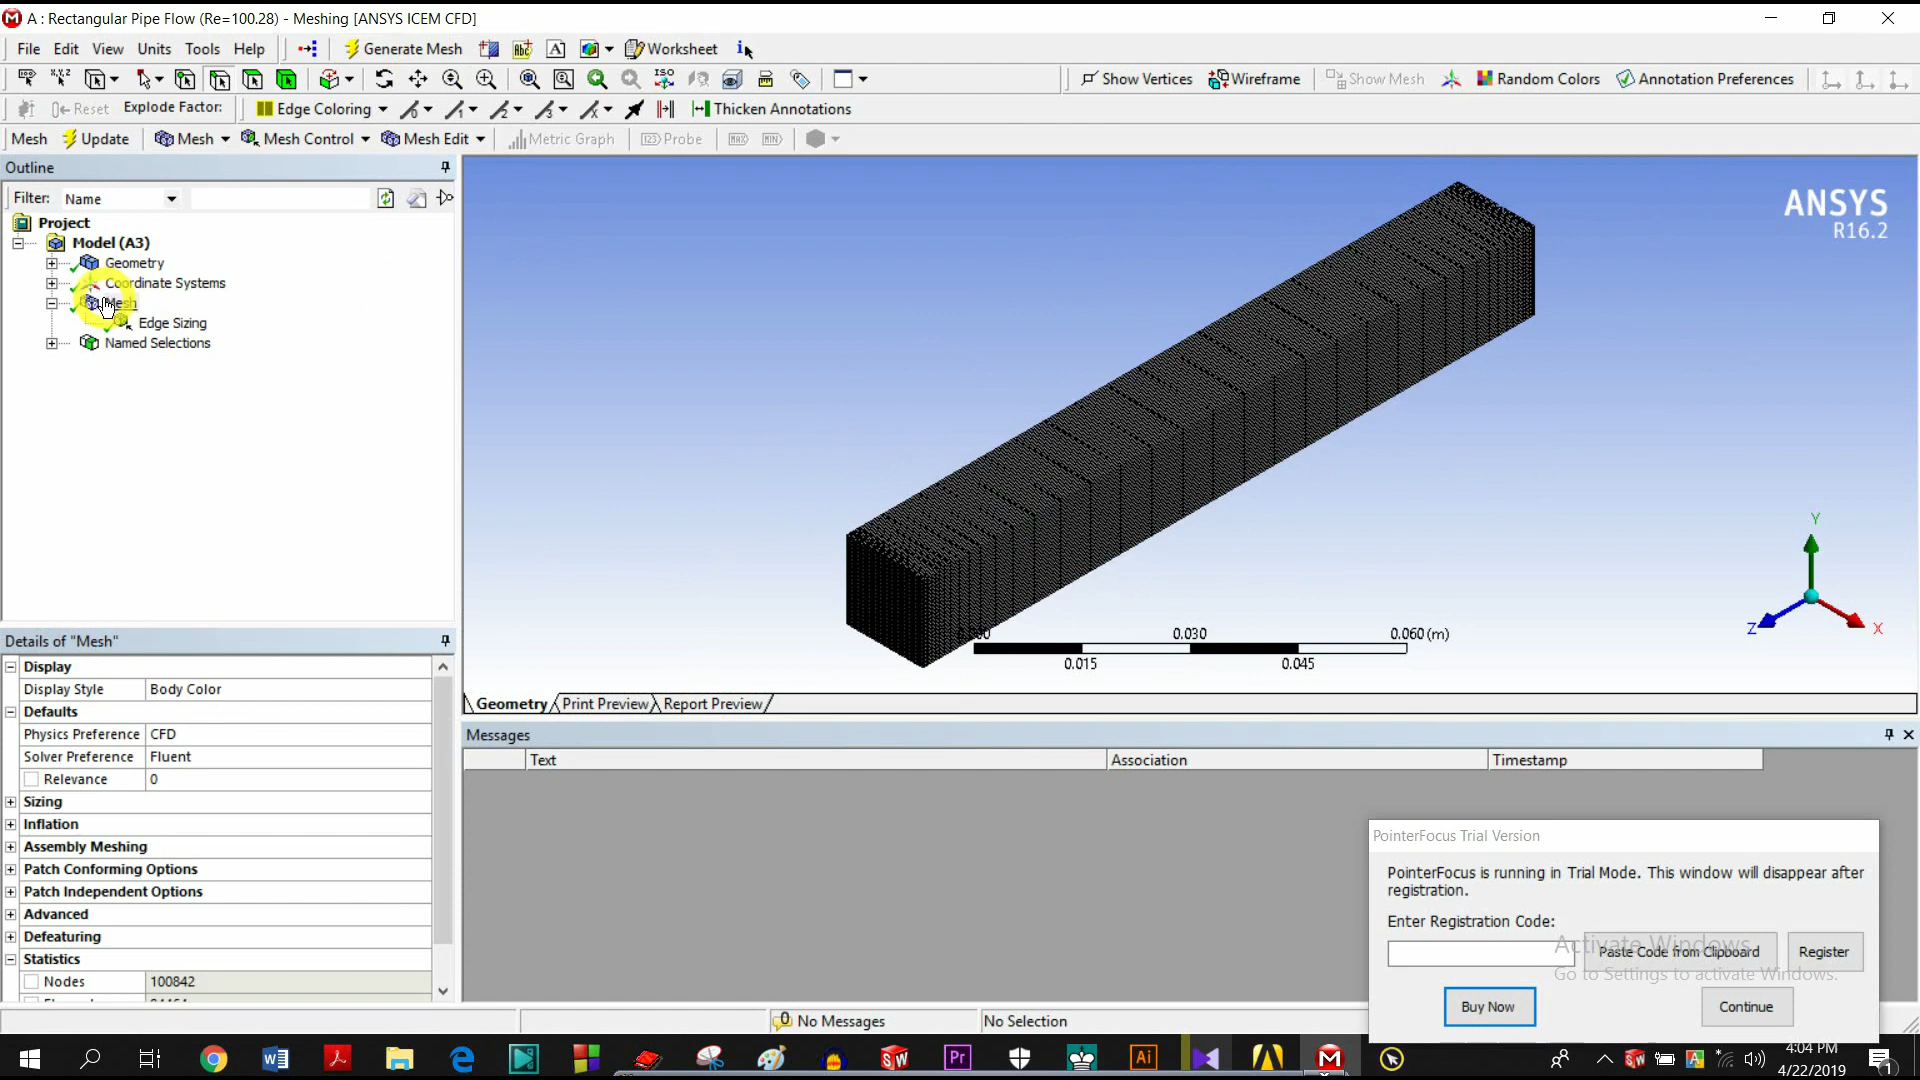 A : Rectangular Pipe Flow (Re=100.28) - Meshing [ANSYS ICEM CFD]
File Edit View Units Tools Help Generate Mesh Worksheet
Show Vertices Wireframe Show Mesh Random Colors Annotation Preferences
Reset Explode Factor: Edge Coloring Thicken Annotations
Mesh Update Mesh Mesh Control Mesh Edit Metric Graph Probe
Outline
Filter: Name
Project
Model (A3)
Geometry
Coordinate Systems
Mesh
Edge Sizing
Named Selections
ANSYS
R16.2
Y
Z
X
0.030 0.060 (m)
0.015 0.045
Geometry Print Preview Report Preview
Details of "Mesh"
Display
Display Style Body Color
Defaults
Physics Preference CFD
Solver Preference Fluent
Relevance 0
Sizing
Inflation
Assembly Meshing
Patch Conforming Options
Patch Independent Options
Advanced
Defeaturing
Statistics
Nodes 100842
Messages
Text Association Timestamp
PointerFocus Trial Version
PointerFocus is running in Trial Mode. This window will disappear after
registration.
Enter Registration Code:
Paste Code from Clipboard Register
Activate Windows
Go to Settings to activate Windows.
Buy Now Continue
No Messages No Selection
4:04 PM
4/22/2019